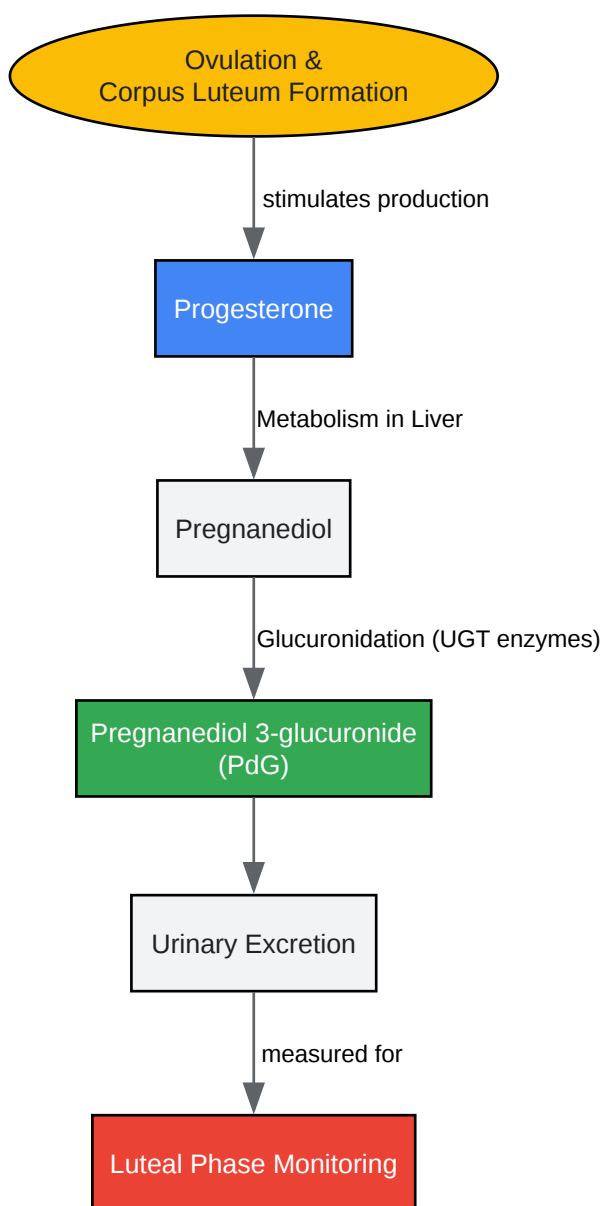 Ovulation &
Corpus Luteum Formation
stimulates production
Progesterone
Metabolism in Liver
Pregnanediol
Glucuronidation (UGT enzymes)
Pregnanediol 3-glucuronide
(PdG)
Urinary Excretion
measured for
Luteal Phase Monitoring